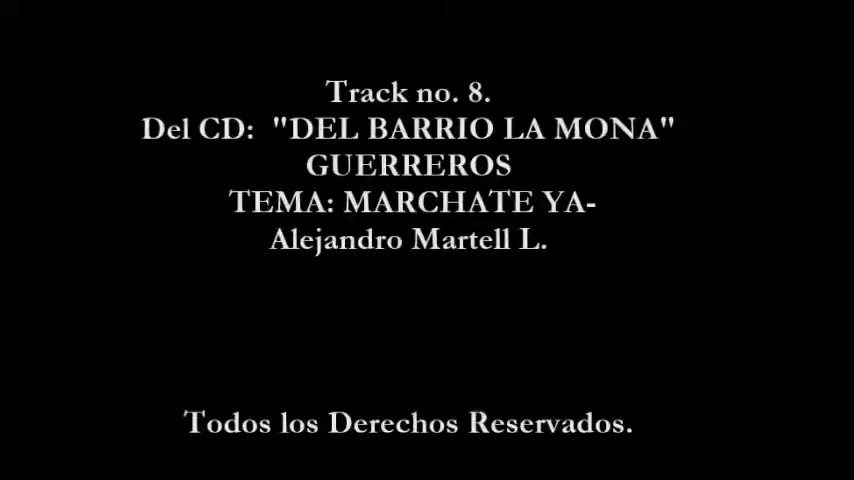 Track no. 8.
Del CD:  "DEL BARRIO LA MONA"
GUERREROS
TEMA: MARCHATE YA-
Alejandro Martell L.
Todos los Derechos Reservados.